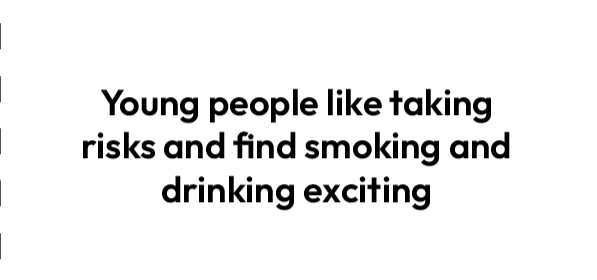 Young people like taking
risks and find smoking and
drinking exciting